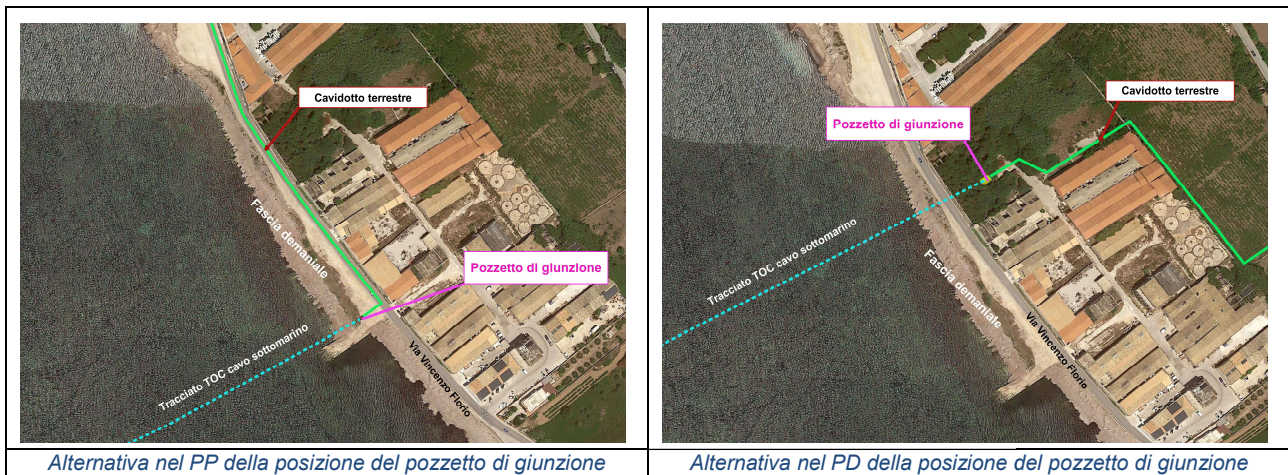 Cavidotto terrestre
Fascia demaniale
Pozzetto di giunzione
Tracciato TOC cavo sottomarino
Via Vincenzo Florio
Alternativa nel PP della posizione del pozzetto di giunzione
Cavidotto terrestre
Pozzetto di giunzione
Tracciato TOC cavo sottomarino
Fascia demaniale
Via Vincenzo Florio
Alternativa nel PD della posizione del pozzetto di giunzione